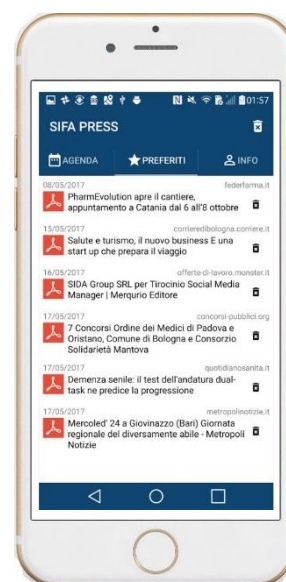 01:57
SIFA PRESS
AGENDA
PREFERITI
INFO
08/05/2017 federfarma.it
PharmEvolution apre il cantiere,
appuntamento a Catania dal 6 all'8 ottobre
15/05/2017 corrieredibologna.corriere.it
Salute e turismo, il nuovo business E una
start up che prepara il viaggio
16/05/2017 offerte-di-lavoro.monster.it
SIDA Group SRL per Tirocinio Social Media
Manager | Merqurio Editore
17/05/2017 concorsi-pubblici.org
7 Concorsi Ordine dei Medici di Padova e
Oristano, Comune di Bologna e Consorzio
Solidarietà Mantova
17/05/2017 quotidianosanita.it
Demenza senile: il test dell'andatura dual-
task ne predice la progressione
17/05/2017 metropolinotizie.it
Mercoled' 24 a Giovinazzo (Bari) Giornata
regionale del diversamente abile - Metropoli
Notizie